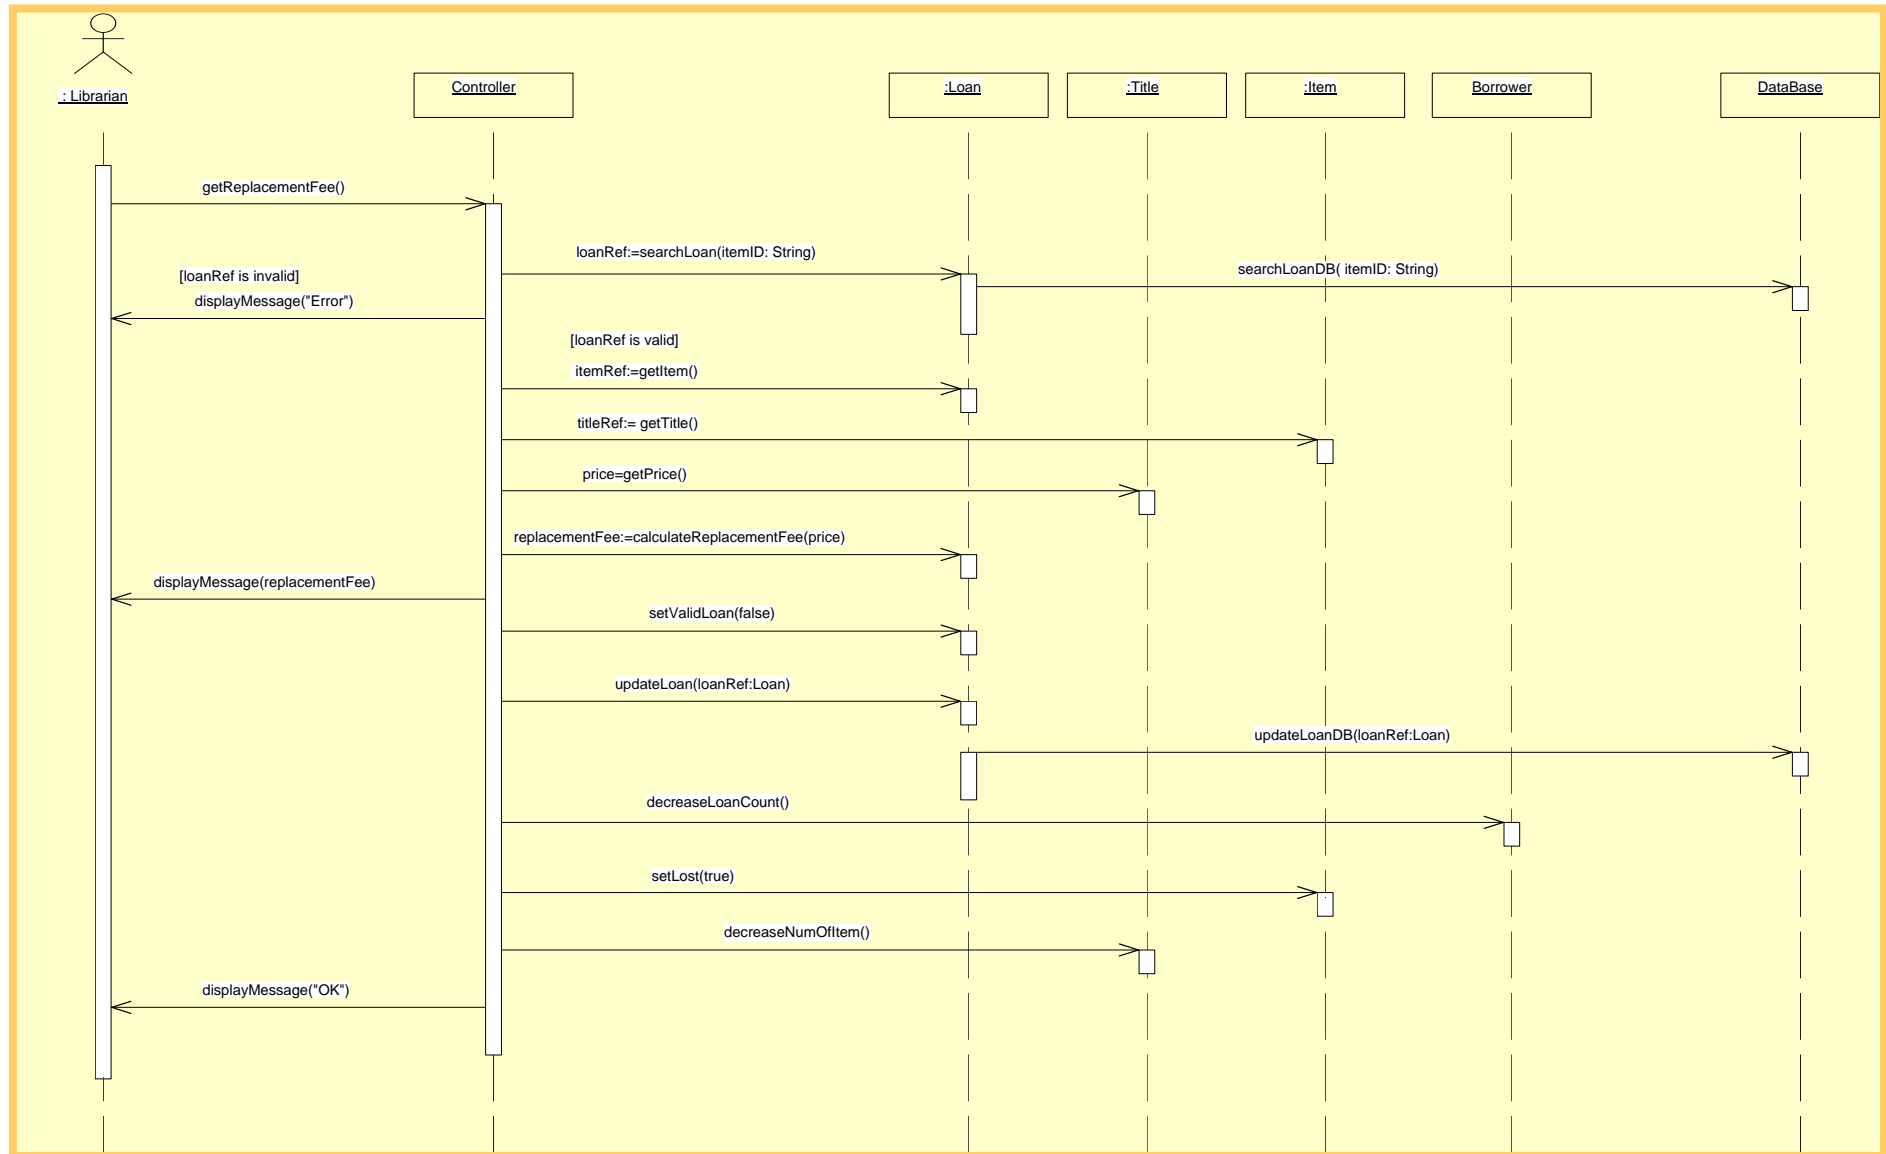 : Librarian
Controller
:Loan
:Title
:Item
Borrower
DataBase
getReplacementFee()
loanRef:=searchLoan(itemID: String)
searchLoanDB( itemID: String)
[loanRef is invalid]
displayMessage("Error")
[loanRef is valid]
itemRef:=getItem()
titleRef:= getTitle()
price=getPrice()
replacementFee:=calculateReplacementFee(price)
displayMessage(replacementFee)
setValidLoan(false)
updateLoan(loanRef:Loan)
updateLoanDB(loanRef:Loan)
decreaseLoanCount()
setLost(true)
decreaseNumOfItem()
displayMessage("OK")